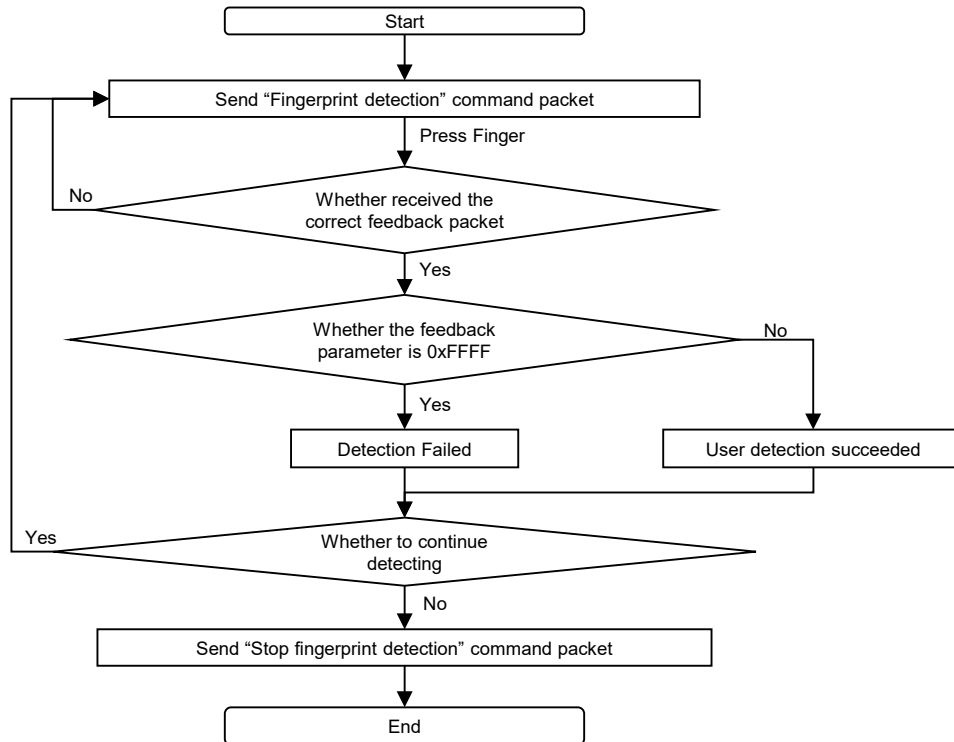 Start
Send “Fingerprint detection” command packet
Press Finger
No
Whether received the
correct feedback packet
Yes
Whether the feedback
parameter is 0xFFFF
No
Yes
Detection Failed
User detection succeeded
Yes
Whether to continue
detecting
No
Send “Stop fingerprint detection” command packet
End